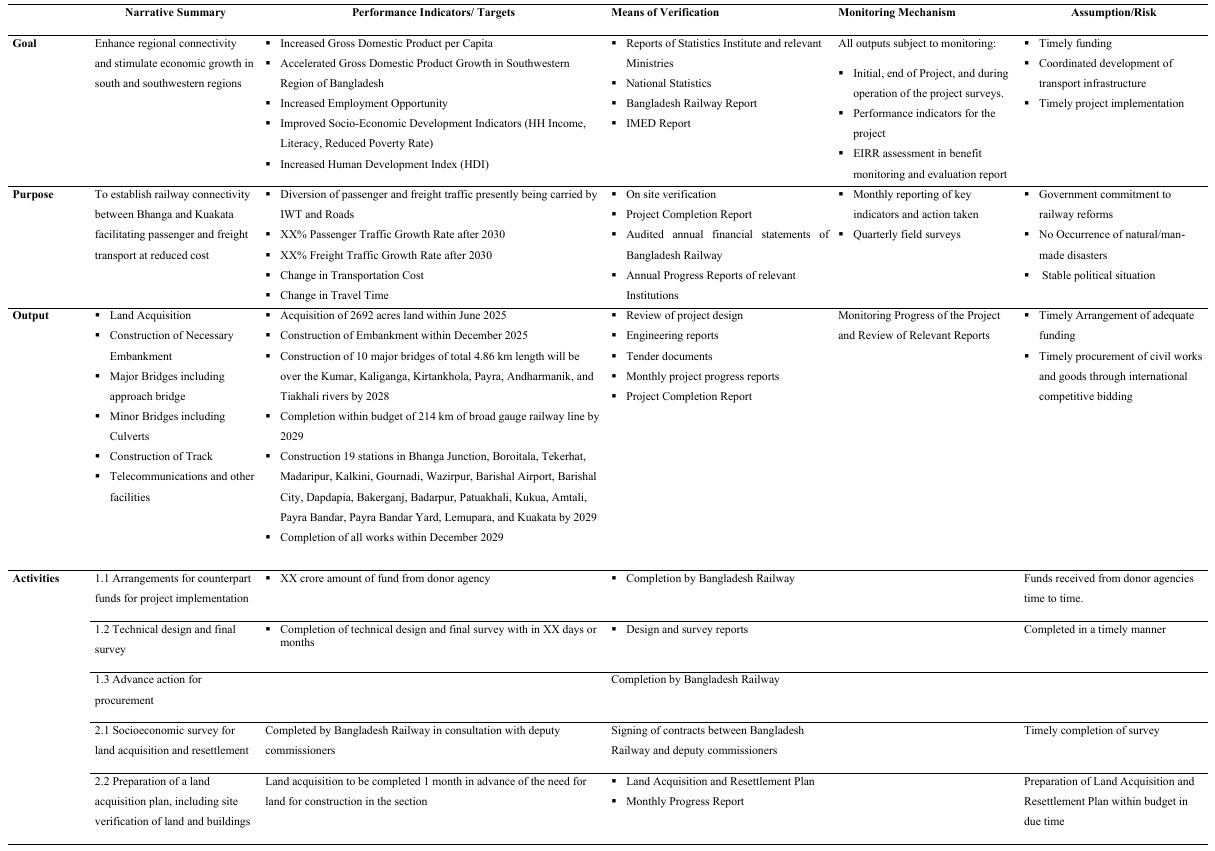 Narrative Summary
Performance Indicators/ Targets
Means of Verification
Monitoring Mechanism
Assumption/Risk
Goal
Enhance regional connectivity
and stimulate economic growth in
south and southwestern regions
▪ Increased Gross Domestic Product per Capita
▪ Accelerated Gross Domestic Product Growth in Southwestern
Region of Bangladesh
▪ Increased Employment Opportunity
▪ Improved Socio-Economic Development Indicators (HH Income,
Literacy, Reduced Poverty Rate)
▪ Increased Human Development Index (HDI)
▪ Reports of Statistics Institute and relevant
Ministries
▪ National Statistics
▪ Bangladesh Railway Report
▪ IMED Report
All outputs subject to monitoring:
▪ Initial, end of Project, and during
operation of the project surveys.
▪ Performance indicators for the
project
▪ EIRR assessment in benefit
monitoring and evaluation report
▪ Timely funding
▪ Coordinated development of
transport infrastructure
▪ Timely project implementation
Purpose
To establish railway connectivity
between Bhanga and Kuakata
facilitating passenger and freight
transport at reduced cost
▪ Diversion of passenger and freight traffic presently being carried by
IWT and Roads
▪ XX% Passenger Traffic Growth Rate after 2030
▪ XX% Freight Traffic Growth Rate after 2030
▪ Change in Transportation Cost
▪ Change in Travel Time
▪ On site verification
▪ Project Completion Report
▪ Audited annual financial statements of
Bangladesh Railway
▪ Annual Progress Reports of relevant
Institutions
▪ Monthly reporting of key
indicators and action taken
▪ Quarterly field surveys
▪ Government commitment to
railway reforms
▪ No Occurrence of natural/man-
made disasters
▪ Stable political situation
Output
▪ Land Acquisition
▪ Construction of Necessary
Embankment
▪ Major Bridges including
approach bridge
▪ Minor Bridges including
Culverts
▪ Construction of Track
▪ Telecommunications and other
facilities
▪ Acquisition of 2692 acres land within June 2025
▪ Construction of Embankment within December 2025
▪ Construction of 10 major bridges of total 4.86 km length will be
over the Kumar, Kaliganga, Kirtankhola, Payra, Andharmanik, and
Tiakhali rivers by 2028
▪ Completion within budget of 214 km of broad gauge railway line by
2029
▪ Construction 19 stations in Bhanga Junction, Boroitala, Tekerhat,
Madaripur, Kalkini, Gournadi, Wazirpur, Barishal Airport, Barishal
City, Dapdapia, Bakerganj, Badarpur, Patuakhali, Kukua, Amtali,
Payra Bandar, Payra Bandar Yard, Lemupara, and Kuakata by 2029
▪ Completion of all works within December 2029
▪ Review of project design
▪ Engineering reports
▪ Tender documents
▪ Monthly project progress reports
▪ Project Completion Report
Monitoring Progress of the Project
and Review of Relevant Reports
▪ Timely Arrangement of adequate
funding
▪ Timely procurement of civil works
and goods through international
competitive bidding
Activities
1.1 Arrangements for counterpart
funds for project implementation
▪ XX crore amount of fund from donor agency
▪ Completion by Bangladesh Railway
Funds received from donor agencies
time to time.
1.2 Technical design and final
survey
▪ Completion of technical design and final survey with in XX days or
months
▪ Design and survey reports
Completed in a timely manner
1.3 Advance action for
procurement
Completion by Bangladesh Railway
2.1 Socioeconomic survey for
land acquisition and resettlement
Completed by Bangladesh Railway in consultation with deputy
commissioners
Signing of contracts between Bangladesh
Railway and deputy commissioners
Timely completion of survey
2.2 Preparation of a land
acquisition plan, including site
verification of land and buildings
Land acquisition to be completed 1 month in advance of the need for
land for construction in the section
▪ Land Acquisition and Resettlement Plan
▪ Monthly Progress Report
Preparation of Land Acquisition and
Resettlement Plan within budget in
due time